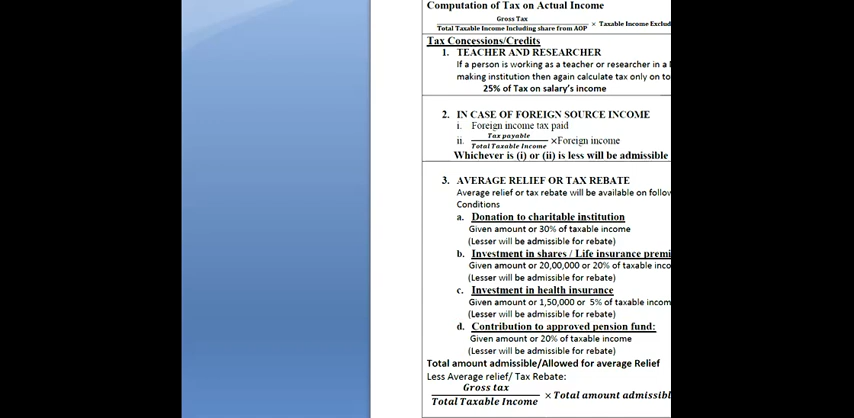 Computation of Tax on Actual Income
Gross Tax
Total Taxable Income Including share from AOP × Taxable Income Exclud
Tax Concessions/Credits
1. TEACHER AND RESEARCHER
If a person is working as a teacher or researcher in a
making institution then again calculate tax only on to
25% of Tax on salary's income
2. IN CASE OF FOREIGN SOURCE INCOME
i. Foreign income tax paid
ii. Tax payable
Total Taxable Income ×Foreign income
Whichever is (i) or (ii) is less will be admissible
3. AVERAGE RELIEF OR TAX REBATE
Average relief or tax rebate will be available on follow
Conditions
a. Donation to charitable institution
Given amount or 30% of taxable income
(Lesser will be admissible for rebate)
b. Investment in shares / Life insurance premi
Given amount or 20,00,000 or 20% of taxable inco
(Lesser will be admissible for rebate)
c. Investment in health insurance
Given amount or 1,50,000 or 5% of taxable incom
(Lesser will be admissible for rebate)
d. Contribution to approved pension fund:
Given amount or 20% of taxable income
(Lesser will be admissible for rebate)
Total amount admissible/Allowed for average Relief
Less Average relief/ Tax Rebate:
Gross tax
Total Taxable Income × Total amount admissibl